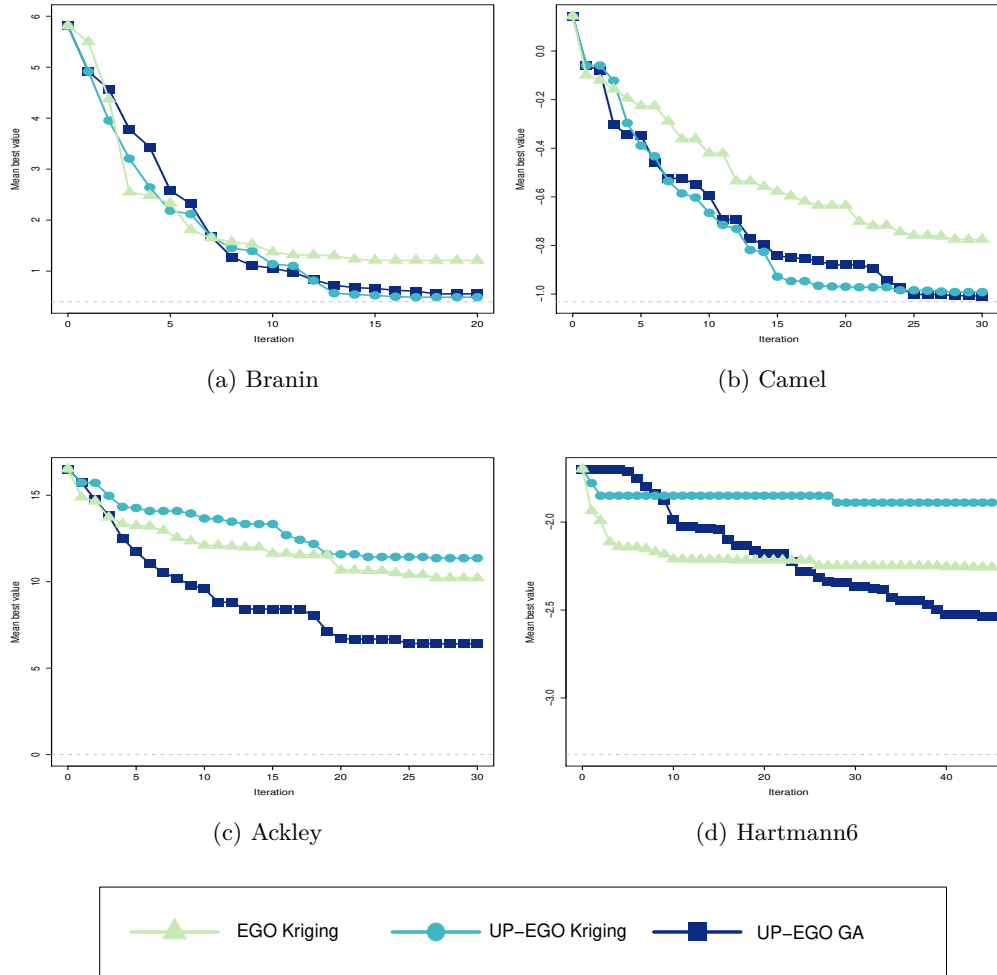 Mean best value
6
5
4
3
2
1
0 5 10 15 20
Iteration
(a) Branin
Mean best value
0.0
-0.2
-0.4
-0.6
-0.8
-1.0
0 5 10 15 20 25 30
Iteration
(b) Camel
Mean best value
15
10
5
0
0 5 10 15 20 25 30
Iteration
(c) Ackley
Mean best value
-2.0
-2.5
-3.0
0 10 20 30 40
Iteration
(d) Hartmann6
EGO Kriging UP-EGO Kriging UP-EGO GA